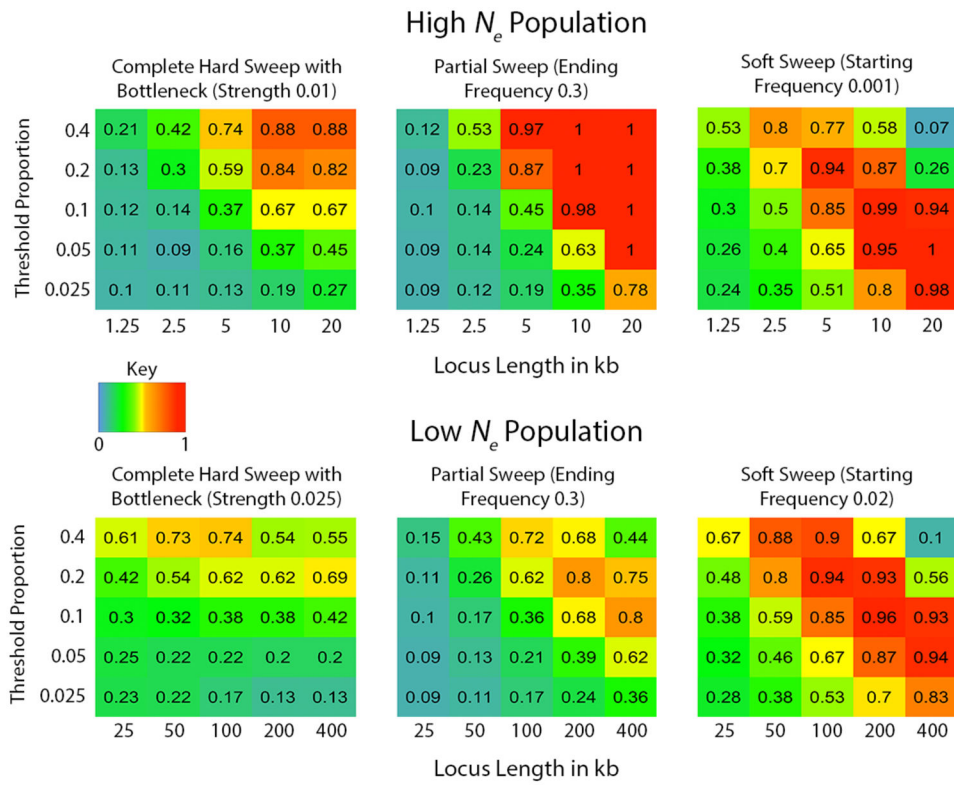 High Ne Population
Complete Hard Sweep with
Bottleneck (Strength 0.01)
Partial Sweep (Ending
Frequency 0.3)
Soft Sweep (Starting
Frequency 0.001)
Threshold Proportion
0.4 0.21 0.42 0.74 0.88 0.88 0.12 0.53 0.97 1 1 0.53 0.8 0.77 0.58 0.07
0.2 0.13 0.3 0.59 0.84 0.82 0.09 0.23 0.87 1 1 0.38 0.7 0.94 0.87 0.26
0.1 0.12 0.14 0.37 0.67 0.67 0.1 0.14 0.45 0.98 1 0.3 0.5 0.85 0.99 0.94
0.05 0.11 0.09 0.16 0.37 0.45 0.09 0.14 0.24 0.63 1 0.26 0.4 0.65 0.95 1
0.025 0.1 0.11 0.13 0.19 0.27 0.09 0.12 0.19 0.35 0.78 0.24 0.35 0.51 0.8 0.98
1.25 2.5 5 10 20 1.25 2.5 5 10 20 1.25 2.5 5 10 20
Locus Length in kb
Key
0 1
Low Ne Population
Complete Hard Sweep with
Bottleneck (Strength 0.025)
Partial Sweep (Ending
Frequency 0.3)
Soft Sweep (Starting
Frequency 0.02)
Threshold Proportion
0.4 0.61 0.73 0.74 0.54 0.55 0.15 0.43 0.72 0.68 0.44 0.67 0.88 0.9 0.67 0.1
0.2 0.42 0.54 0.62 0.62 0.69 0.11 0.26 0.62 0.8 0.75 0.48 0.8 0.94 0.93 0.56
0.1 0.3 0.32 0.38 0.38 0.42 0.1 0.17 0.36 0.68 0.8 0.38 0.59 0.85 0.96 0.93
0.05 0.25 0.22 0.22 0.2 0.2 0.09 0.13 0.21 0.39 0.62 0.32 0.46 0.67 0.87 0.94
0.025 0.23 0.22 0.17 0.13 0.13 0.09 0.11 0.17 0.24 0.36 0.28 0.38 0.53 0.7 0.83
25 50 100 200 400 25 50 100 200 400 25 50 100 200 400
Locus Length in kb